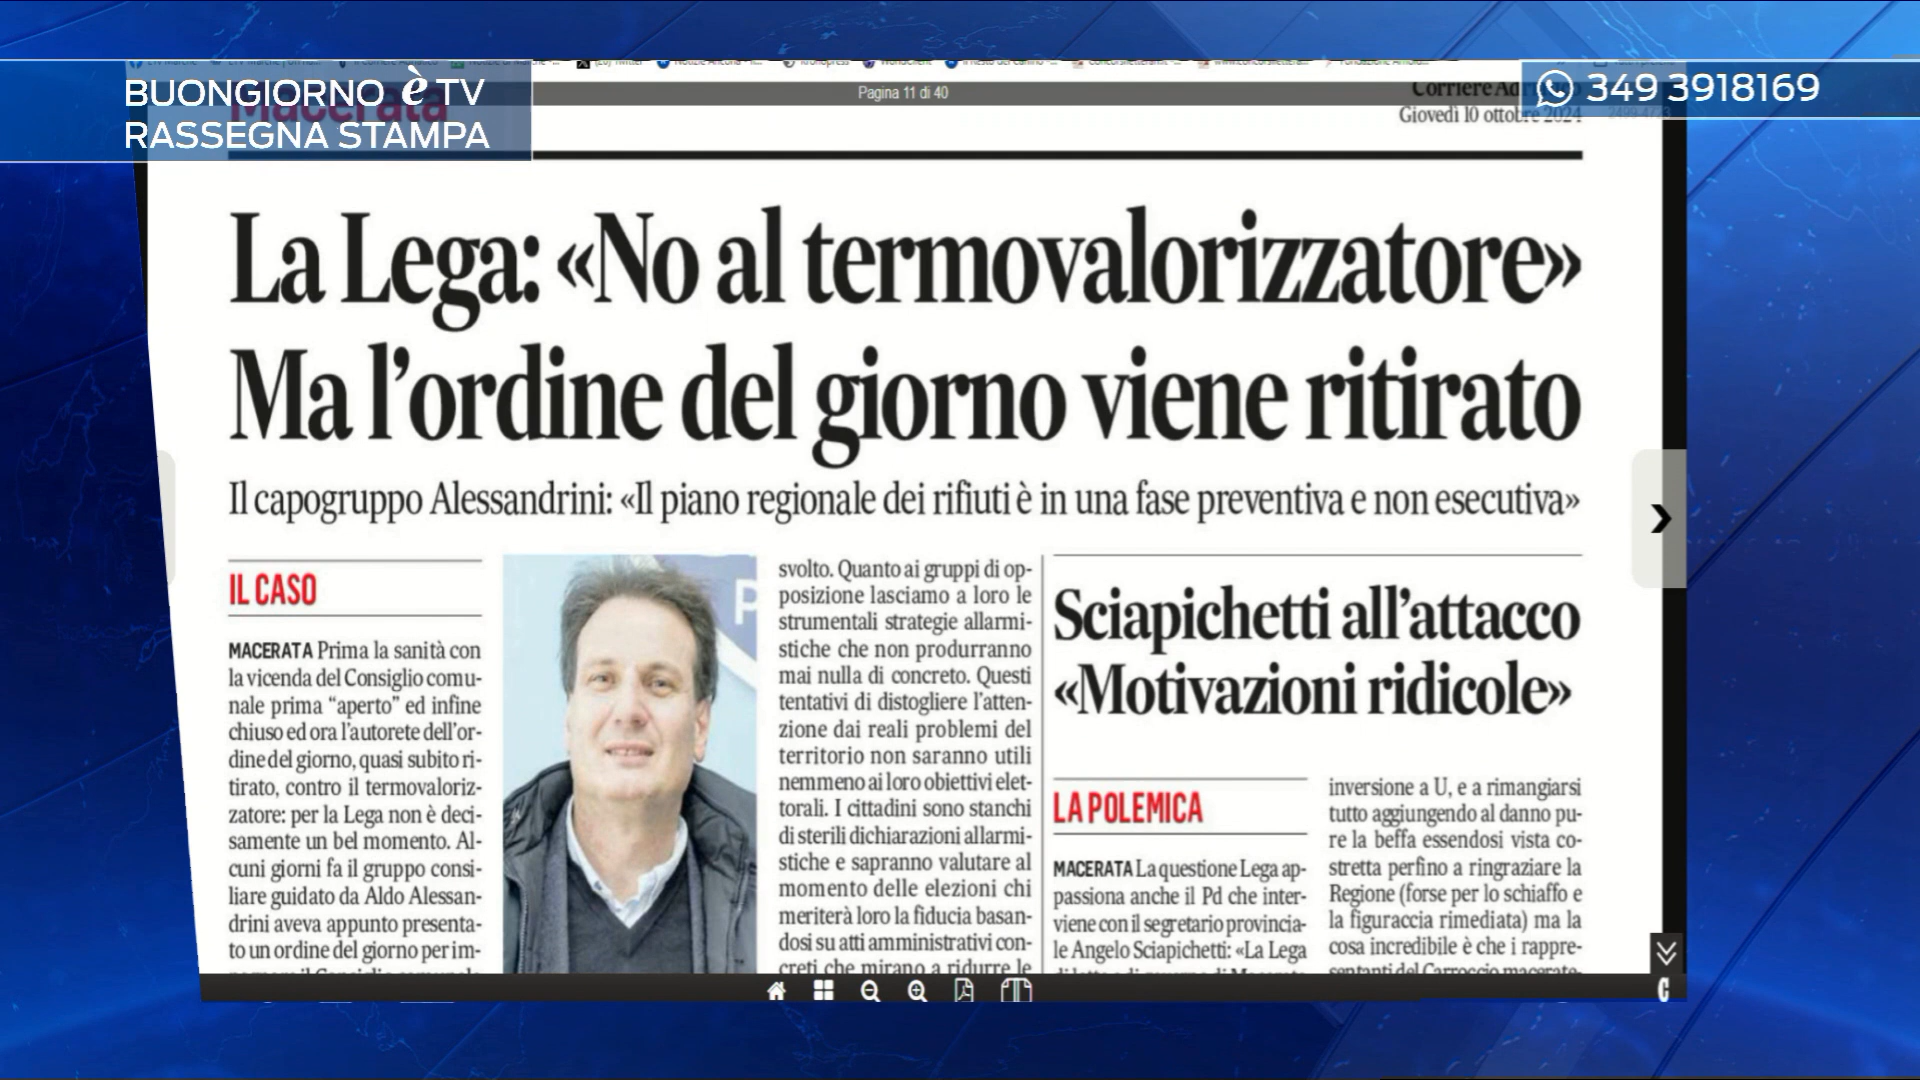 BUONGIORNO è TV
RASSEGNA STAMPA
Macerata
Pagina 11 di 40
349 3918169
Giovedì 10 ottobre 2024
La Lega: «No al termovalorizzatore»
Ma l'ordine del giorno viene ritirato
Il capogruppo Alessandrini: «Il piano regionale dei rifiuti è in una fase preventiva e non esecutiva»
IL CASO
MACERATA Prima la sanità con
la vicenda del Consiglio comu-
nale prima "aperto" ed infine
chiuso ed ora l'autorete dell'or-
dine del giorno, quasi subito ri-
tirato, contro il termovaloriz-
zatore: per la Lega non è deci-
samente un bel momento. Al-
cuni giorni fa il gruppo consi-
liare guidato da Aldo Alessan-
drini aveva appunto presenta-
to un ordine del giorno per im-
P
svolto. Quanto ai gruppi di op-
posizione lasciamo a loro le
strumentali strategie allarmi-
stiche che non produrranno
mai nulla di concreto. Questi
tentativi di distogliere l'atten-
zione dai reali problemi del
territorio non saranno utili
nemmeno ai loro obiettivi elet-
torali. I cittadini sono stanchi
di sterili dichiarazioni allarmi-
stiche e sapranno valutare al
momento delle elezioni chi
meriterà loro la fiducia basan-
dosi su atti amministrativi con-
creti che mirano a ridurre le
Sciapichetti all'attacco
«Motivazioni ridicole»
LA POLEMICA
MACERATA La questione Lega ap-
passiona anche il Pd che inter-
viene con il segretario provincia-
le Angelo Sciapichetti: «La Lega
inversione a U, e a rimangiarsi
tutto aggiungendo al danno pu-
re la beffa essendosi vista co-
stretta perfino a ringraziare la
Regione (forse per lo schiaffo e
la figuraccia rimediata) ma la
cosa incredibile è che i rappre-
sentanti del Carroccio macerate-